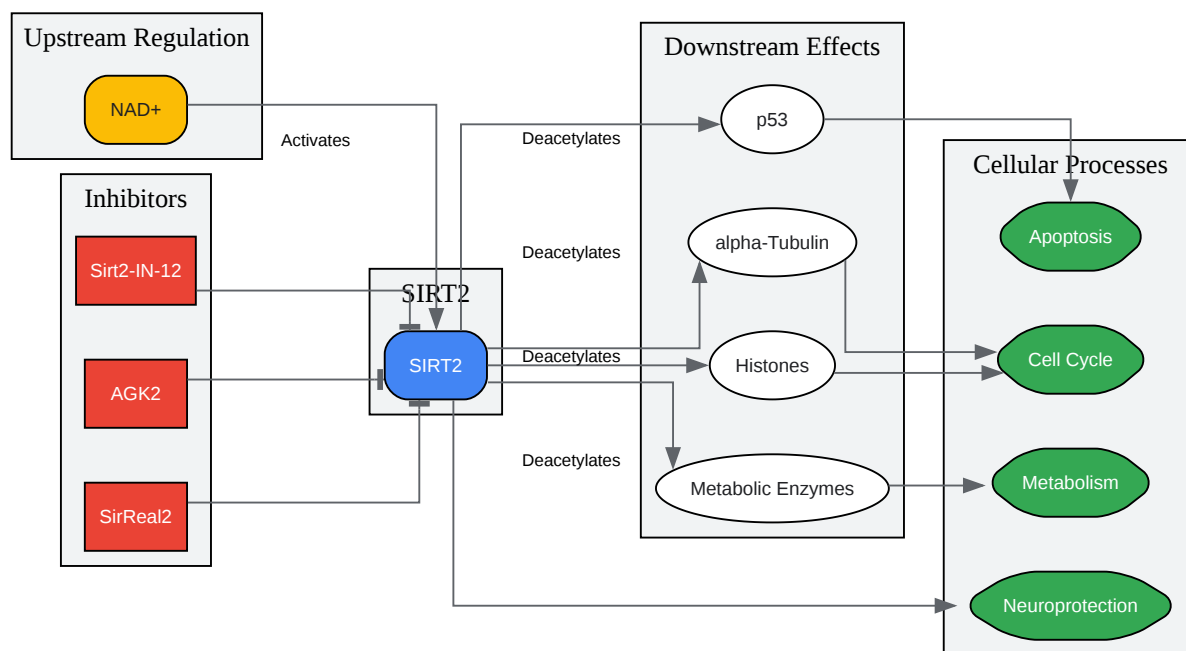 Upstream Regulation
NAD+
Activates
Inhibitors
Sirt2-IN-12
AGK2
SirReal2
SIRT2
SIRT2
Deacetylates
Deacetylates
Deacetylates
Deacetylates
Downstream Effects
p53
alpha-Tubulin
Histones
Metabolic Enzymes
Cellular Processes
Apoptosis
Cell Cycle
Metabolism
Neuroprotection